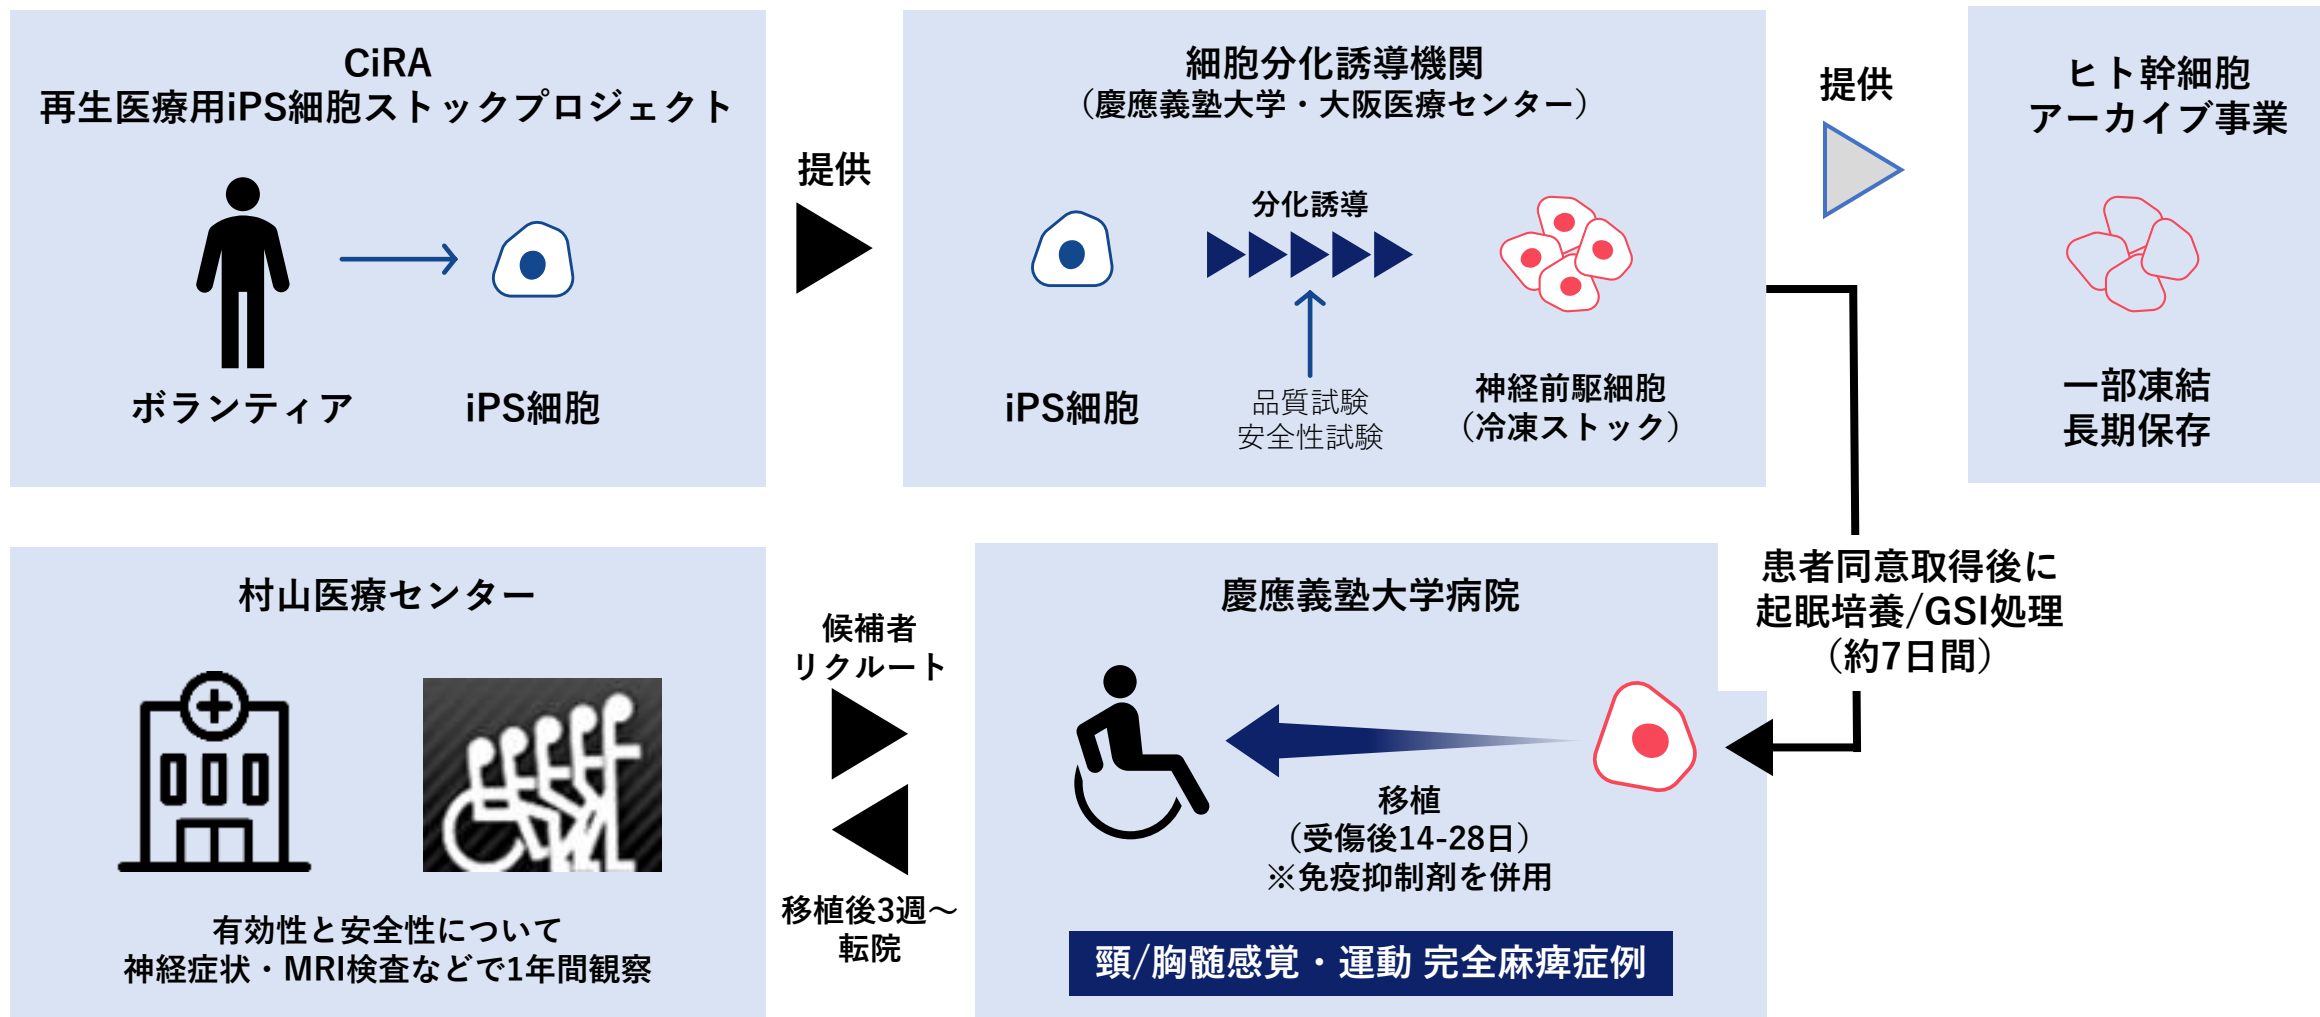 CiRA
再生医療用iPS細胞ストックプロジェクト
ボランティア
iPS細胞
提供
細胞分化誘導機関
（慶應義塾大学・大阪医療センター）
分化誘導
iPS細胞
品質試験
安全性試験
神経前駆細胞
（冷凍ストック）
提供
ヒト幹細胞
アーカイブ事業
一部凍結
長期保存
患者同意取得後に
起眠培養/GSI処理
（約7日間）
村山医療センター
有効性と安全性について
神経症状・MRI検査などで1年間観察
候補者
リクルート
移植後3週～
転院
慶應義塾大学病院
移植
（受傷後14-28日）
※免疫抑制剤を併用
頸/胸髄感覚・運動 完全麻痺症例